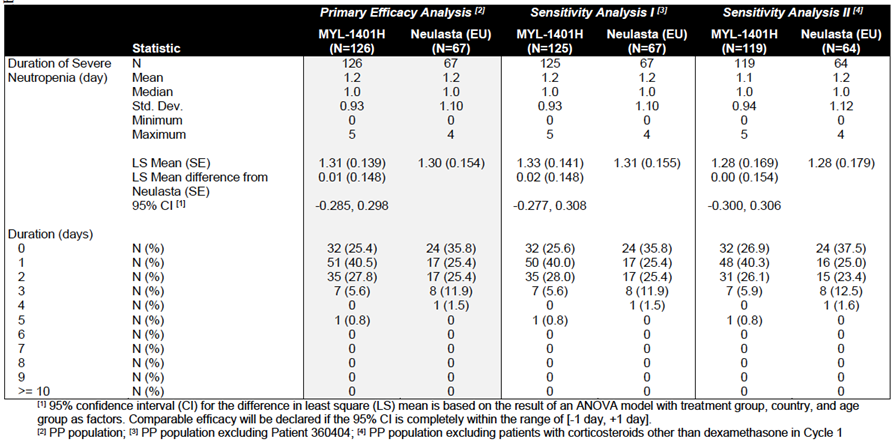 Primary Efficacy Analysis [2] Sensitivity Analysis I [3] Sensitivity Analysis II [4]
MYL-1401H Neulasta (EU) MYL-1401H Neulasta (EU) MYL-1401H Neulasta (EU)
Statistic (N=126) (N=67) (N=125) (N=67) (N=119) (N=64)
Duration of Severe N 126 67 125 67 119 64
Neutropenia (day) Mean 1.2 1.2 1.2 1.2 1.1 1.2
Median 1.0 1.0 1.0 1.0 1.0 1.0
Std. Dev. 0.93 1.10 0.93 1.10 0.94 1.12
Minimum 0 0 0 0 0 0
Maximum 5 4 5 4 5 4
LS Mean (SE) 1.31 (0.139) 1.30 (0.154) 1.33 (0.141) 1.31 (0.155) 1.28 (0.169) 1.28 (0.179)
LS Mean difference from 0.01 (0.148) 0.02 (0.148) 0.00 (0.154)
Neulasta (SE)
95% CI [1] -0.285, 0.298 -0.277, 0.308 -0.300, 0.306
Duration (days)
0 N (%) 32 (25.4) 24 (35.8) 32 (25.6) 24 (35.8) 32 (26.9) 24 (37.5)
1 N (%) 51 (40.5) 17 (25.4) 50 (40.0) 17 (25.4) 48 (40.3) 16 (25.0)
2 N (%) 35 (27.8) 17 (25.4) 35 (28.0) 17 (25.4) 31 (26.1) 15 (23.4)
3 N (%) 7 (5.6) 8 (11.9) 7 (5.6) 8 (11.9) 7 (5.9) 8 (12.5)
4 N (%) 0 1 (1.5) 0 1 (1.5) 0 1 (1.6)
5 N (%) 1 (0.8) 0 1 (0.8) 0 1 (0.8) 0
6 N (%) 0 0 0 0 0 0
7 N (%) 0 0 0 0 0 0
8 N (%) 0 0 0 0 0 0
9 N (%) 0 0 0 0 0 0
>= 10 N (%) 0 0 0 0 0 0
[1] 95% confidence interval (CI) for the difference in least square (LS) mean is based on the result of an ANOVA model with treatment group, country, and age
group as factors. Comparable efficacy will be declared if the 95% CI is completely within the range of [-1 day, +1 day].
[2] PP population; [3] PP population excluding Patient 360404; [4] PP population excluding patients with corticosteroids other than dexamethasone in Cycle 1